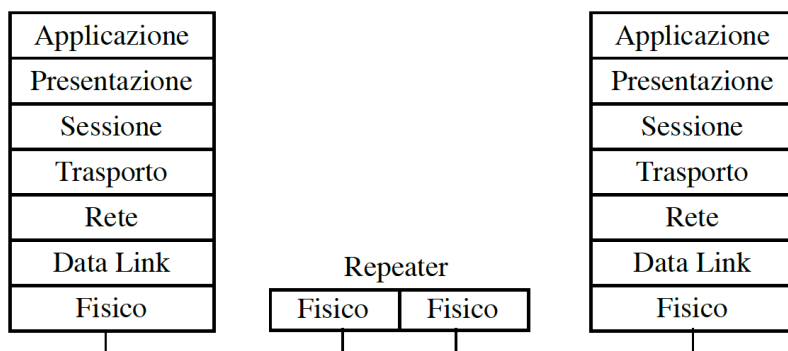 Applicazione
Presentazione
Sessione
Trasporto
Rete
Data Link
Fisico
Repeater
Fisico Fisico
Applicazione
Presentazione
Sessione
Trasporto
Rete
Data Link
Fisico